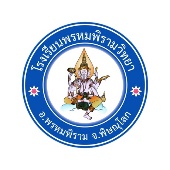 โรงเรียนพรหมพิรามวิทยา
อ.พรหมพิราม จ.พิษณุโลก